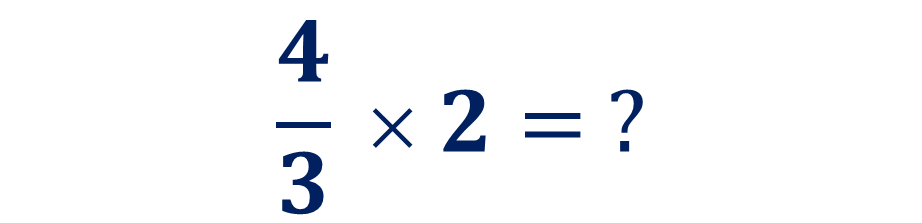 4/3 × 2 = ?